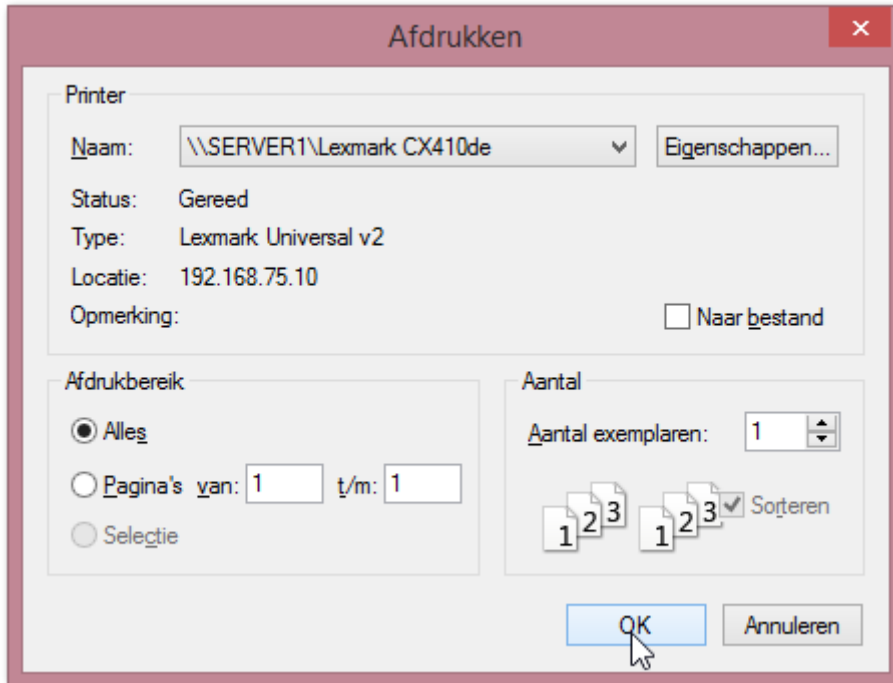 Afdrukken
Printer
Naam: \\SERVER1\Lexmark CX410de Eigenschappen...
Status: Gereed
Type: Lexmark Universal v2
Locatie: 192.168.75.10
Opmerking: Naar bestand
Afdrukbereik
Alles
Pagina's van: 1 t/m: 1
Selectie
Aantal
Aantal exemplaren: 1
1 2 3 1 2 3 Sorteren
OK Annuleren